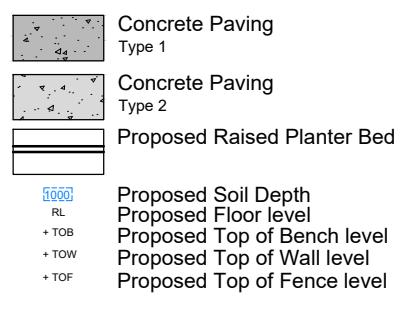 Concrete Paving
Type 1
Concrete Paving
Type 2
Proposed Raised Planter Bed
1000 Proposed Soil Depth
RL Proposed Floor level
+ TOB Proposed Top of Bench level
+ TOW Proposed Top of Wall level
+ TOF Proposed Top of Fence level